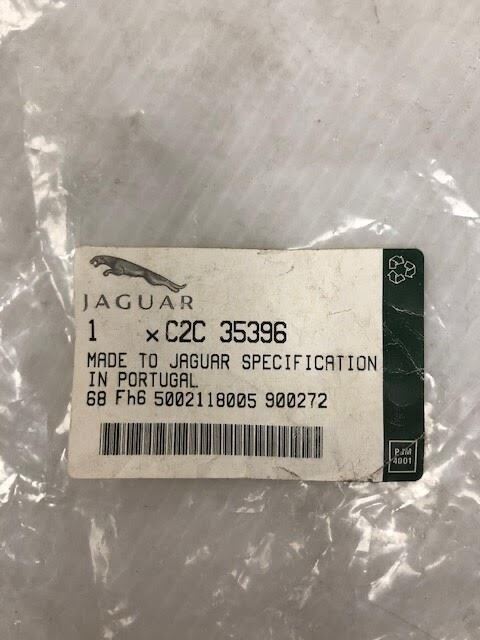 JAGUAR
1 x C2C 35396
MADE TO JAGUAR SPECIFICATION
IN PORTUGAL
68 Fh6 5002118005 900272
PJM
4001